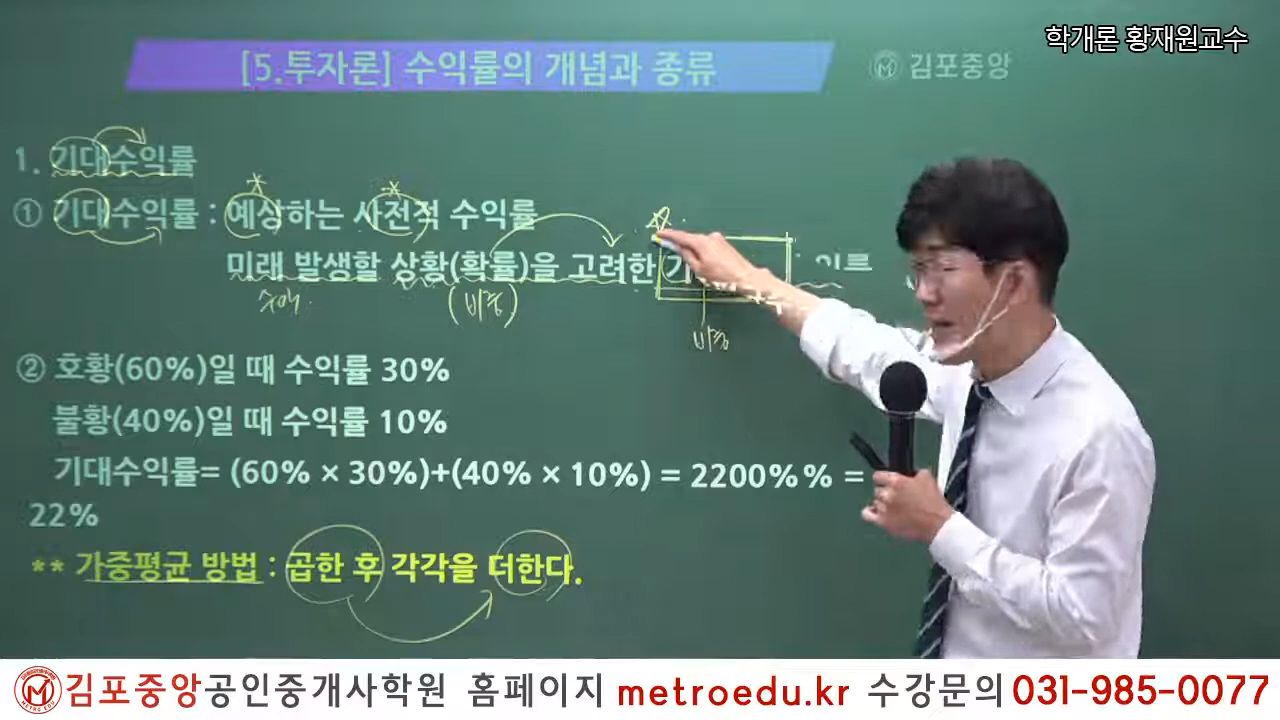 학개론 황재원교수
[5.투자론] 수익률의 개념과 종류
김포중앙
1. 기대수익률
① 기대수익률 : 예상하는 사전적 수익률
미래 발생할 상황(확률)을 고려한
(비중)
비중
② 호황(60%)일 때 수익률 30%
불황(40%)일 때 수익률 10%
기대수익률= (60% × 30%)+(40% × 10%) = 2200%% =
22%
** 가중평균 방법 : 곱한 후 각각을 더한다.
김포중앙공인중개사학원 홈페이지 metroedu.kr 수강문의 031-985-0077